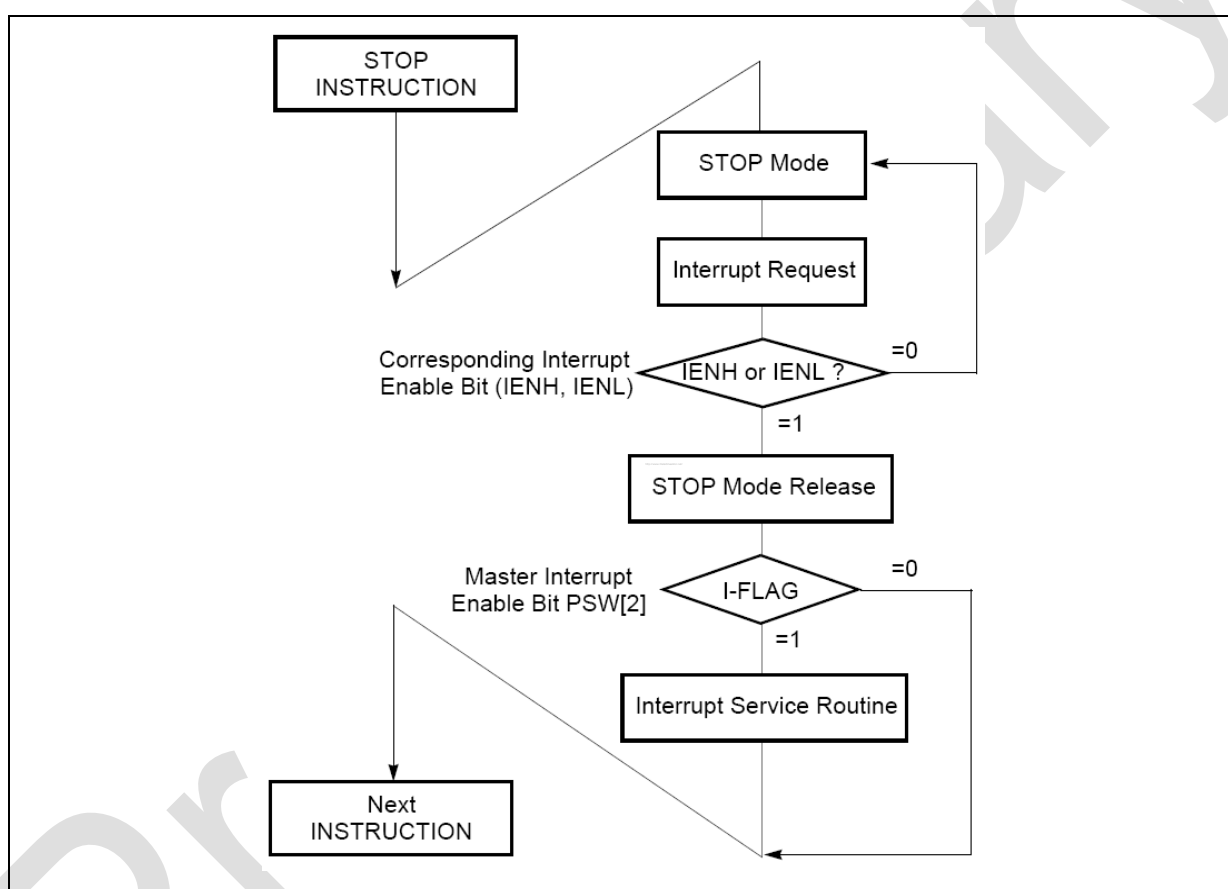 STOP
INSTRUCTION
STOP Mode
Interrupt Request
Corresponding Interrupt
Enable Bit (IENH, IENL)
IENH or IENL ?
=0
=1
STOP Mode Release
Master Interrupt
Enable Bit PSW[2]
I-FLAG
=0
=1
Interrupt Service Routine
Next
INSTRUCTION